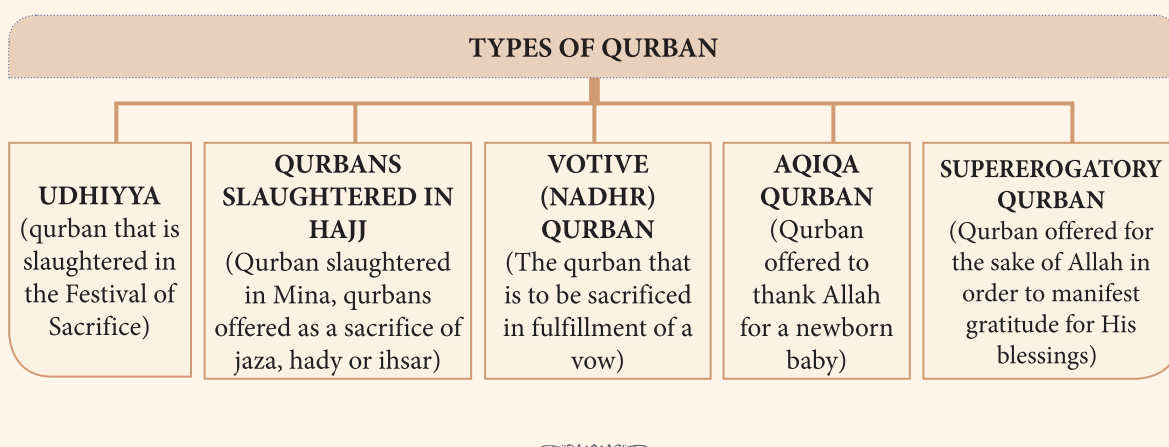 TYPES OF QURBAN
UDHIYYA
(qurban that is
slaughtered in
the Festival of
Sacrifice)
QURBANS
SLAUGHTERED IN
HAJJ
(Qurban slaughtered
in Mina, qurbans
offered as a sacrifice of
jaza, hady or ihsar)
VOTIVE
(NADHR)
QURBAN
(The qurban that
is to be sacrificed
in fulfillment of a
vow)
AQIQA
QURBAN
(Qurban
offered to
thank Allah
for a newborn
baby)
SUPEREROGATORY
QURBAN
(Qurban offered for
the sake of Allah in
order to manifest
gratitude for His
blessings)